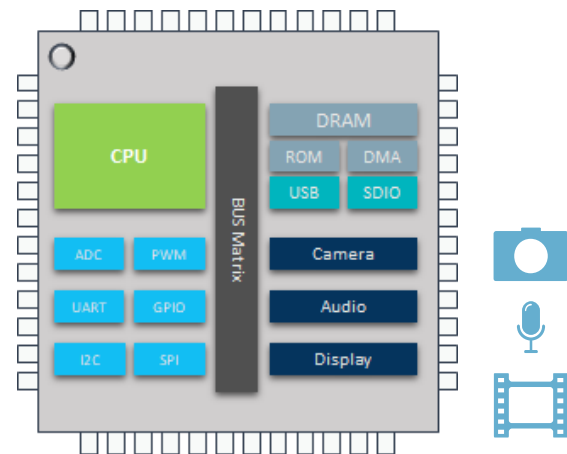 CPU
BUS Matrix
DRAM
ROM DMA
USB SDIO
ADC PWM
Camera
UART GPIO
Audio
I2C SPI
Display